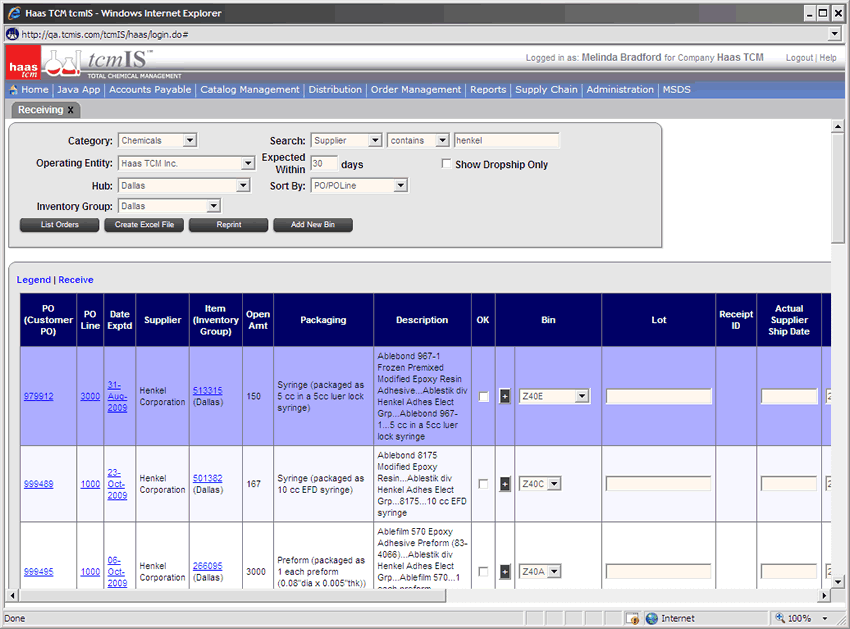 Haas TCM tcmIS - Windows Internet Explorer
http://qa.tcmis.com/tcmIS/haas/login.do#
haas tcm
tcmIS™
TOTAL CHEMICAL MANAGEMENT
Logged in as: Melinda Bradford for Company Haas TCM Logout | Help
Home | Java App | Accounts Payable | Catalog Management | Distribution | Order Management | Reports | Supply Chain | Administration | MSDS
Receiving X
Category: Chemicals Search: Supplier contains henkel
Operating Entity: Haas TCM Inc. Expected Within 30 days Show Dropship Only
Hub: Dallas Sort By: PO/POLine
Inventory Group: Dallas
List Orders Create Excel File Reprint Add New Bin
Legend | Receive
PO (Customer PO) PO Line Date Exptd Supplier Item (Inventory Group) Open Amt Packaging Description OK Bin Lot Receipt ID Actual Supplier Ship Date
979912 3000 31-Aug-2009 Henkel Corporation 513315 (Dallas) 150 Syringe (packaged as 5 cc in a 5cc luer lock syringe) Ablebond 967-1 Frozen Premixed Modified Epoxy Resin Adhesive...Ablestik div Henkel Adhes Elect Grp...Ablebond 967-1...5 cc in 5cc luer lock syringe + Z40E 2
999489 1000 23-Oct-2009 Henkel Corporation 501382 (Dallas) 167 Syringe (packaged as 10 cc EFD syringe) Ablebond 8175 Modified Epoxy Resin...Ablestik div Henkel Adhes Elect Grp...8175...10 cc EFD syringe + Z40C 2
999495 1000 06-Oct-2009 Henkel Corporation 266095 (Dallas) 3000 Preform (packaged as 1 each preform (0.08"dia x 0.005"thk)) Ablefilm 570 Epoxy Adhesive Preform (83-4066)...Ablestik div Henkel Adhes Elect Grp...Ablefilm 570...1 each preform + Z40A 2
Done Internet 100%